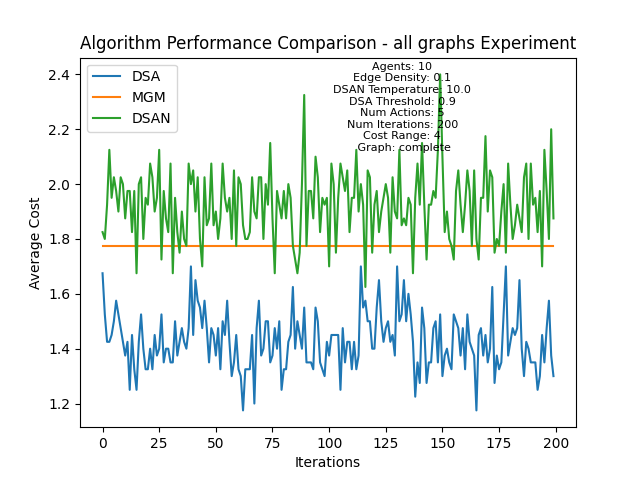 Algorithm Performance Comparison - all graphs Experiment
DSA
MGM
DSAN
Agents: 10
Edge Density: 0.1
DSAN Temperature: 10.0
DSA Threshold: 0.9
Num Actions: 5
Num Iterations: 200
Cost Range: 4
Graph: complete
Average Cost
2.4
2.2
2.0
1.8
1.6
1.4
1.2
0 25 50 75 100 125 150 175 200
Iterations